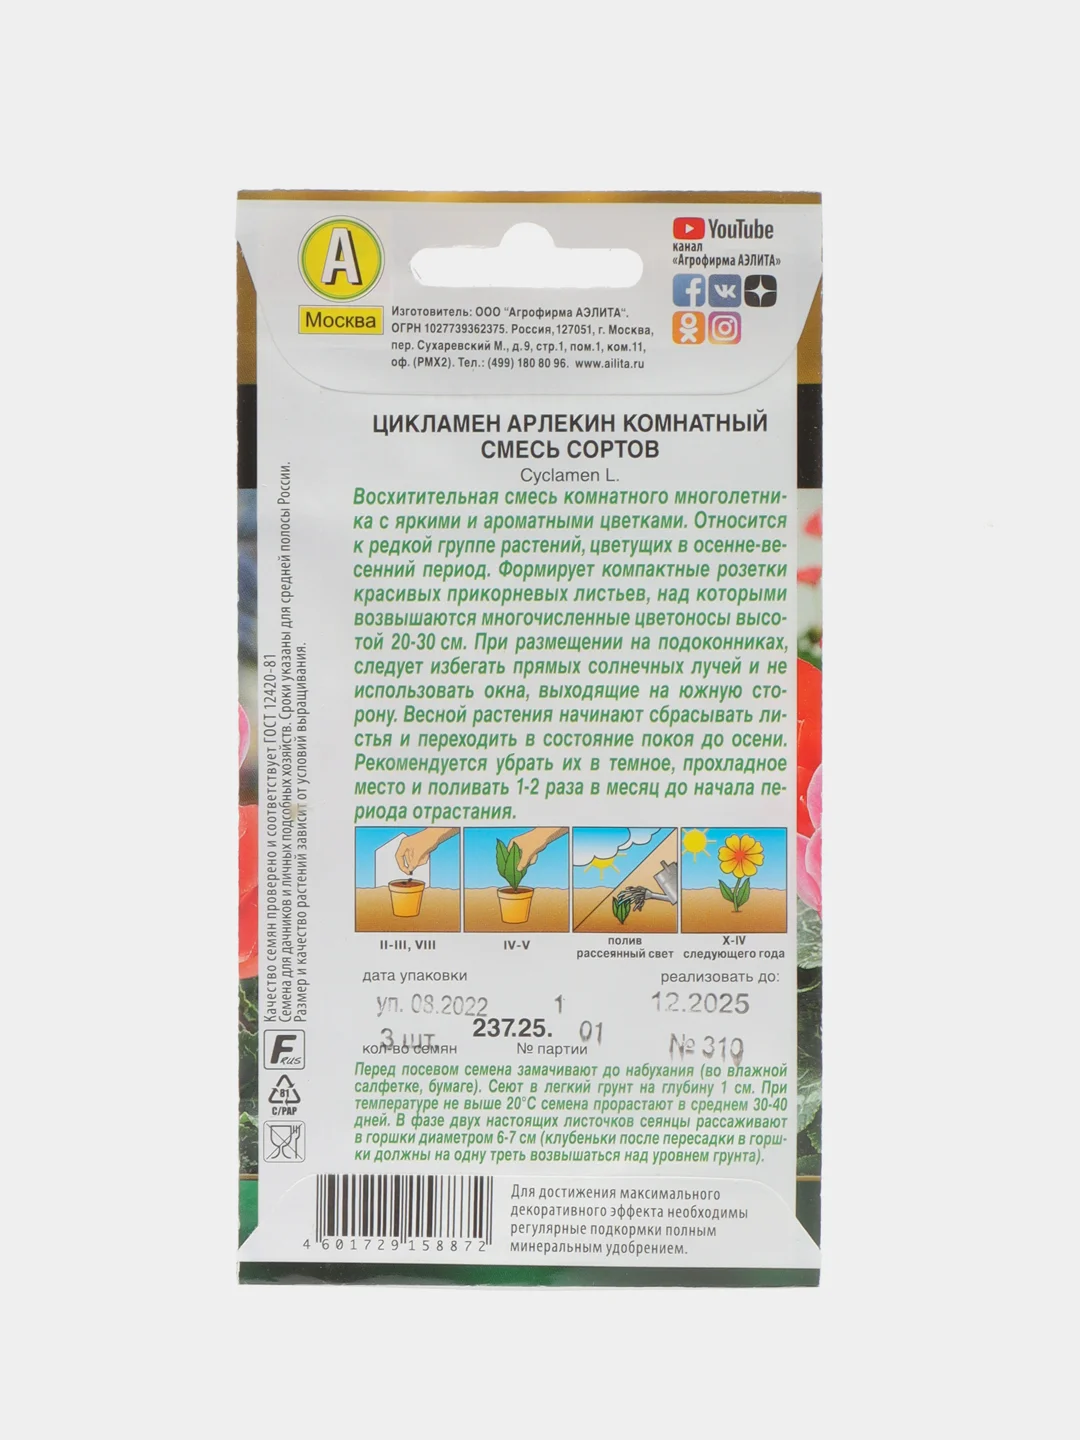 А
Москва
YouTube
канал
«Агрофирма АЭЛИТА»
Изготовитель: ООО "Агрофирма АЭЛИТА".
ОГРН 1027739362375. Россия, 127051, г. Москва,
пер. Сухаревский М., д.9, стр.1, пом.1, ком.11,
оф. (РМХ2). Тел.: (499) 180 80 96. www.ailita.ru
ЦИКЛАМЕН АРЛЕКИН КОМНАТНЫЙ
СМЕСЬ СОРТОВ
Cyclamen L.
Восхитительная смесь комнатного многолетни-
ка с яркими и ароматными цветками. Относится
к редкой группе растений, цветущих в осенне-ве-
сенний период. Формирует компактные розетки
красивых прикорневых листьев, над которыми
возвышаются многочисленные цветоносы высо-
той 20-30 см. При размещении на подоконниках,
следует избегать прямых солнечных лучей и не
использовать окна, выходящие на южную сто-
рону. Весной растения начинают сбрасывать ли-
стья и переходить в состояние покоя до осени.
Рекомендуется убрать их в темное, прохладное
место и поливать 1-2 раза в месяц до начала пе-
риода отрастания.
II-III, VIII
IV-V
полив
рассеянный свет
X-IV
следующего года
дата упаковки
реализовать до:
уп. 08.2022 1 12.2025
3 шт. 237.25. 01 № 310
кол-во семян № партии
Перед посевом семена замачивают до набухания (во влажной
салфетке, бумаге). Сеют в легкий грунт на глубину 1 см. При
температуре не выше 20°С семена прорастают в среднем 30-40
дней. В фазе двух настоящих листочков сеянцы рассаживают
в горшки диаметром 6-7 см (клубеньки после пересадки в горш-
ки должны на одну треть возвышаться над уровнем грунта).
Качество семян проверено и соответствует ГОСТ 12420-81
Семена для дачников и личных подсобных хозяйств. Сроки указаны для средней полосы России.
Размер и качество растений зависит от условий выращивания.
F RUS
81
C/PAP
4 601729 158872
Для достижения максимального
декоративного эффекта необходимы
регулярные подкормки полным
минеральным удобрением.